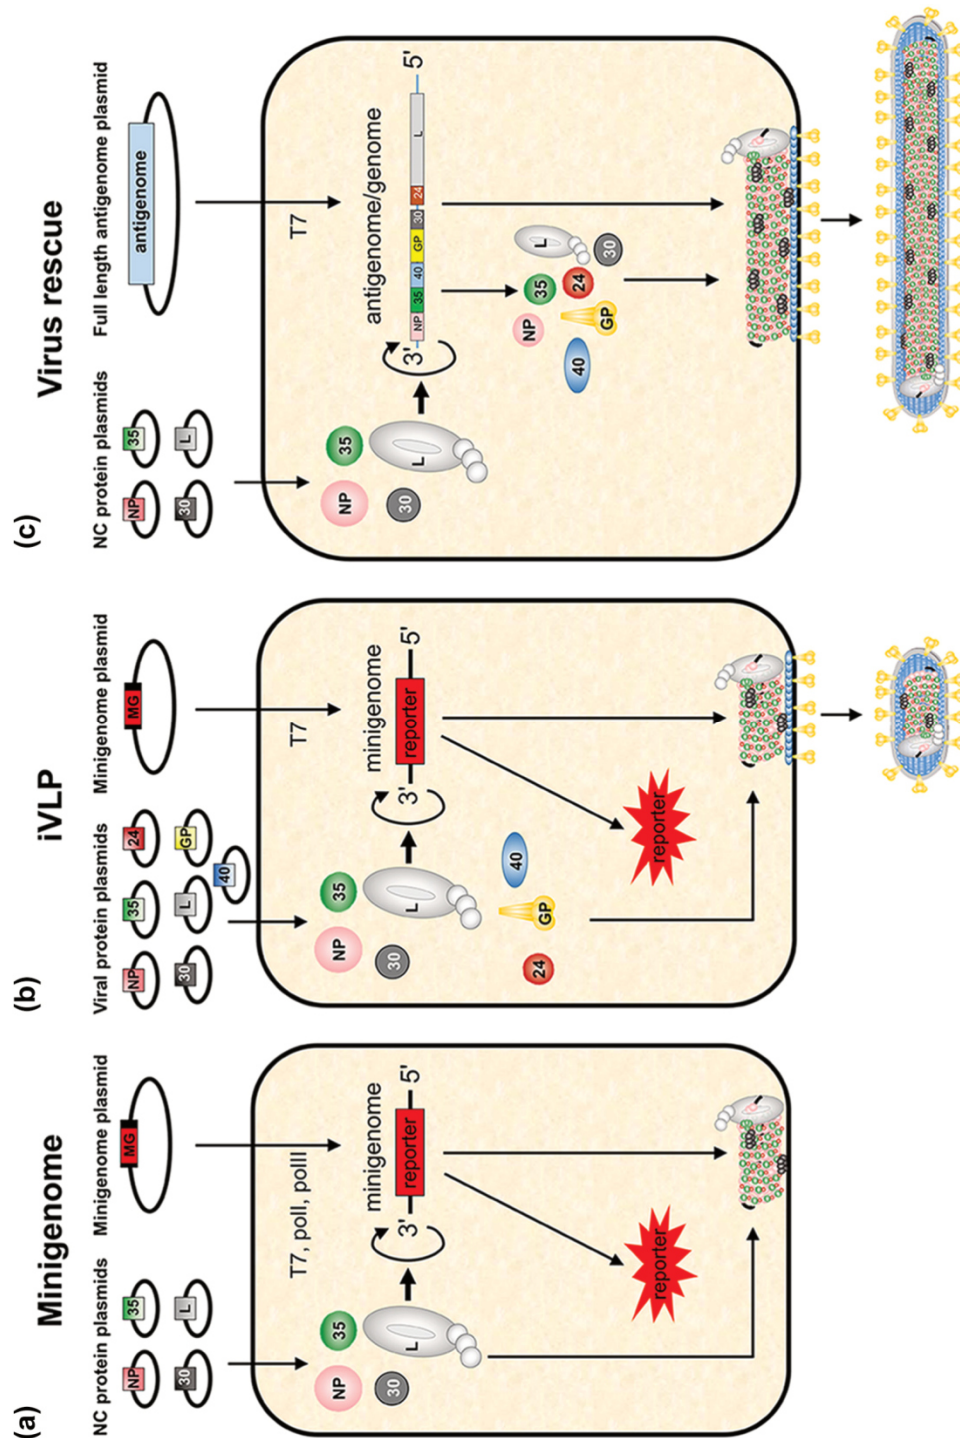 (a)
Minigenome
NC protein plasmids
Minigenome plasmid
NP
35
30
L
MG
T7, polI, polII
NP
35
30
L
minigenome
3'
reporter
5'
reporter
(b)
iVLP
Viral protein plasmids
Minigenome plasmid
NP
35
24
30
L
GP
40
MG
T7
NP
35
30
L
minigenome
3'
reporter
5'
24
GP
40
reporter
(c)
Virus rescue
NC protein plasmids
Full length antigenome plasmid
NP
35
30
L
antigenome
T7
NP
35
30
L
antigenome/genome
3'
NP
35
40
GP
30
24
L
5'
NP
35
L
40
GP
24
30